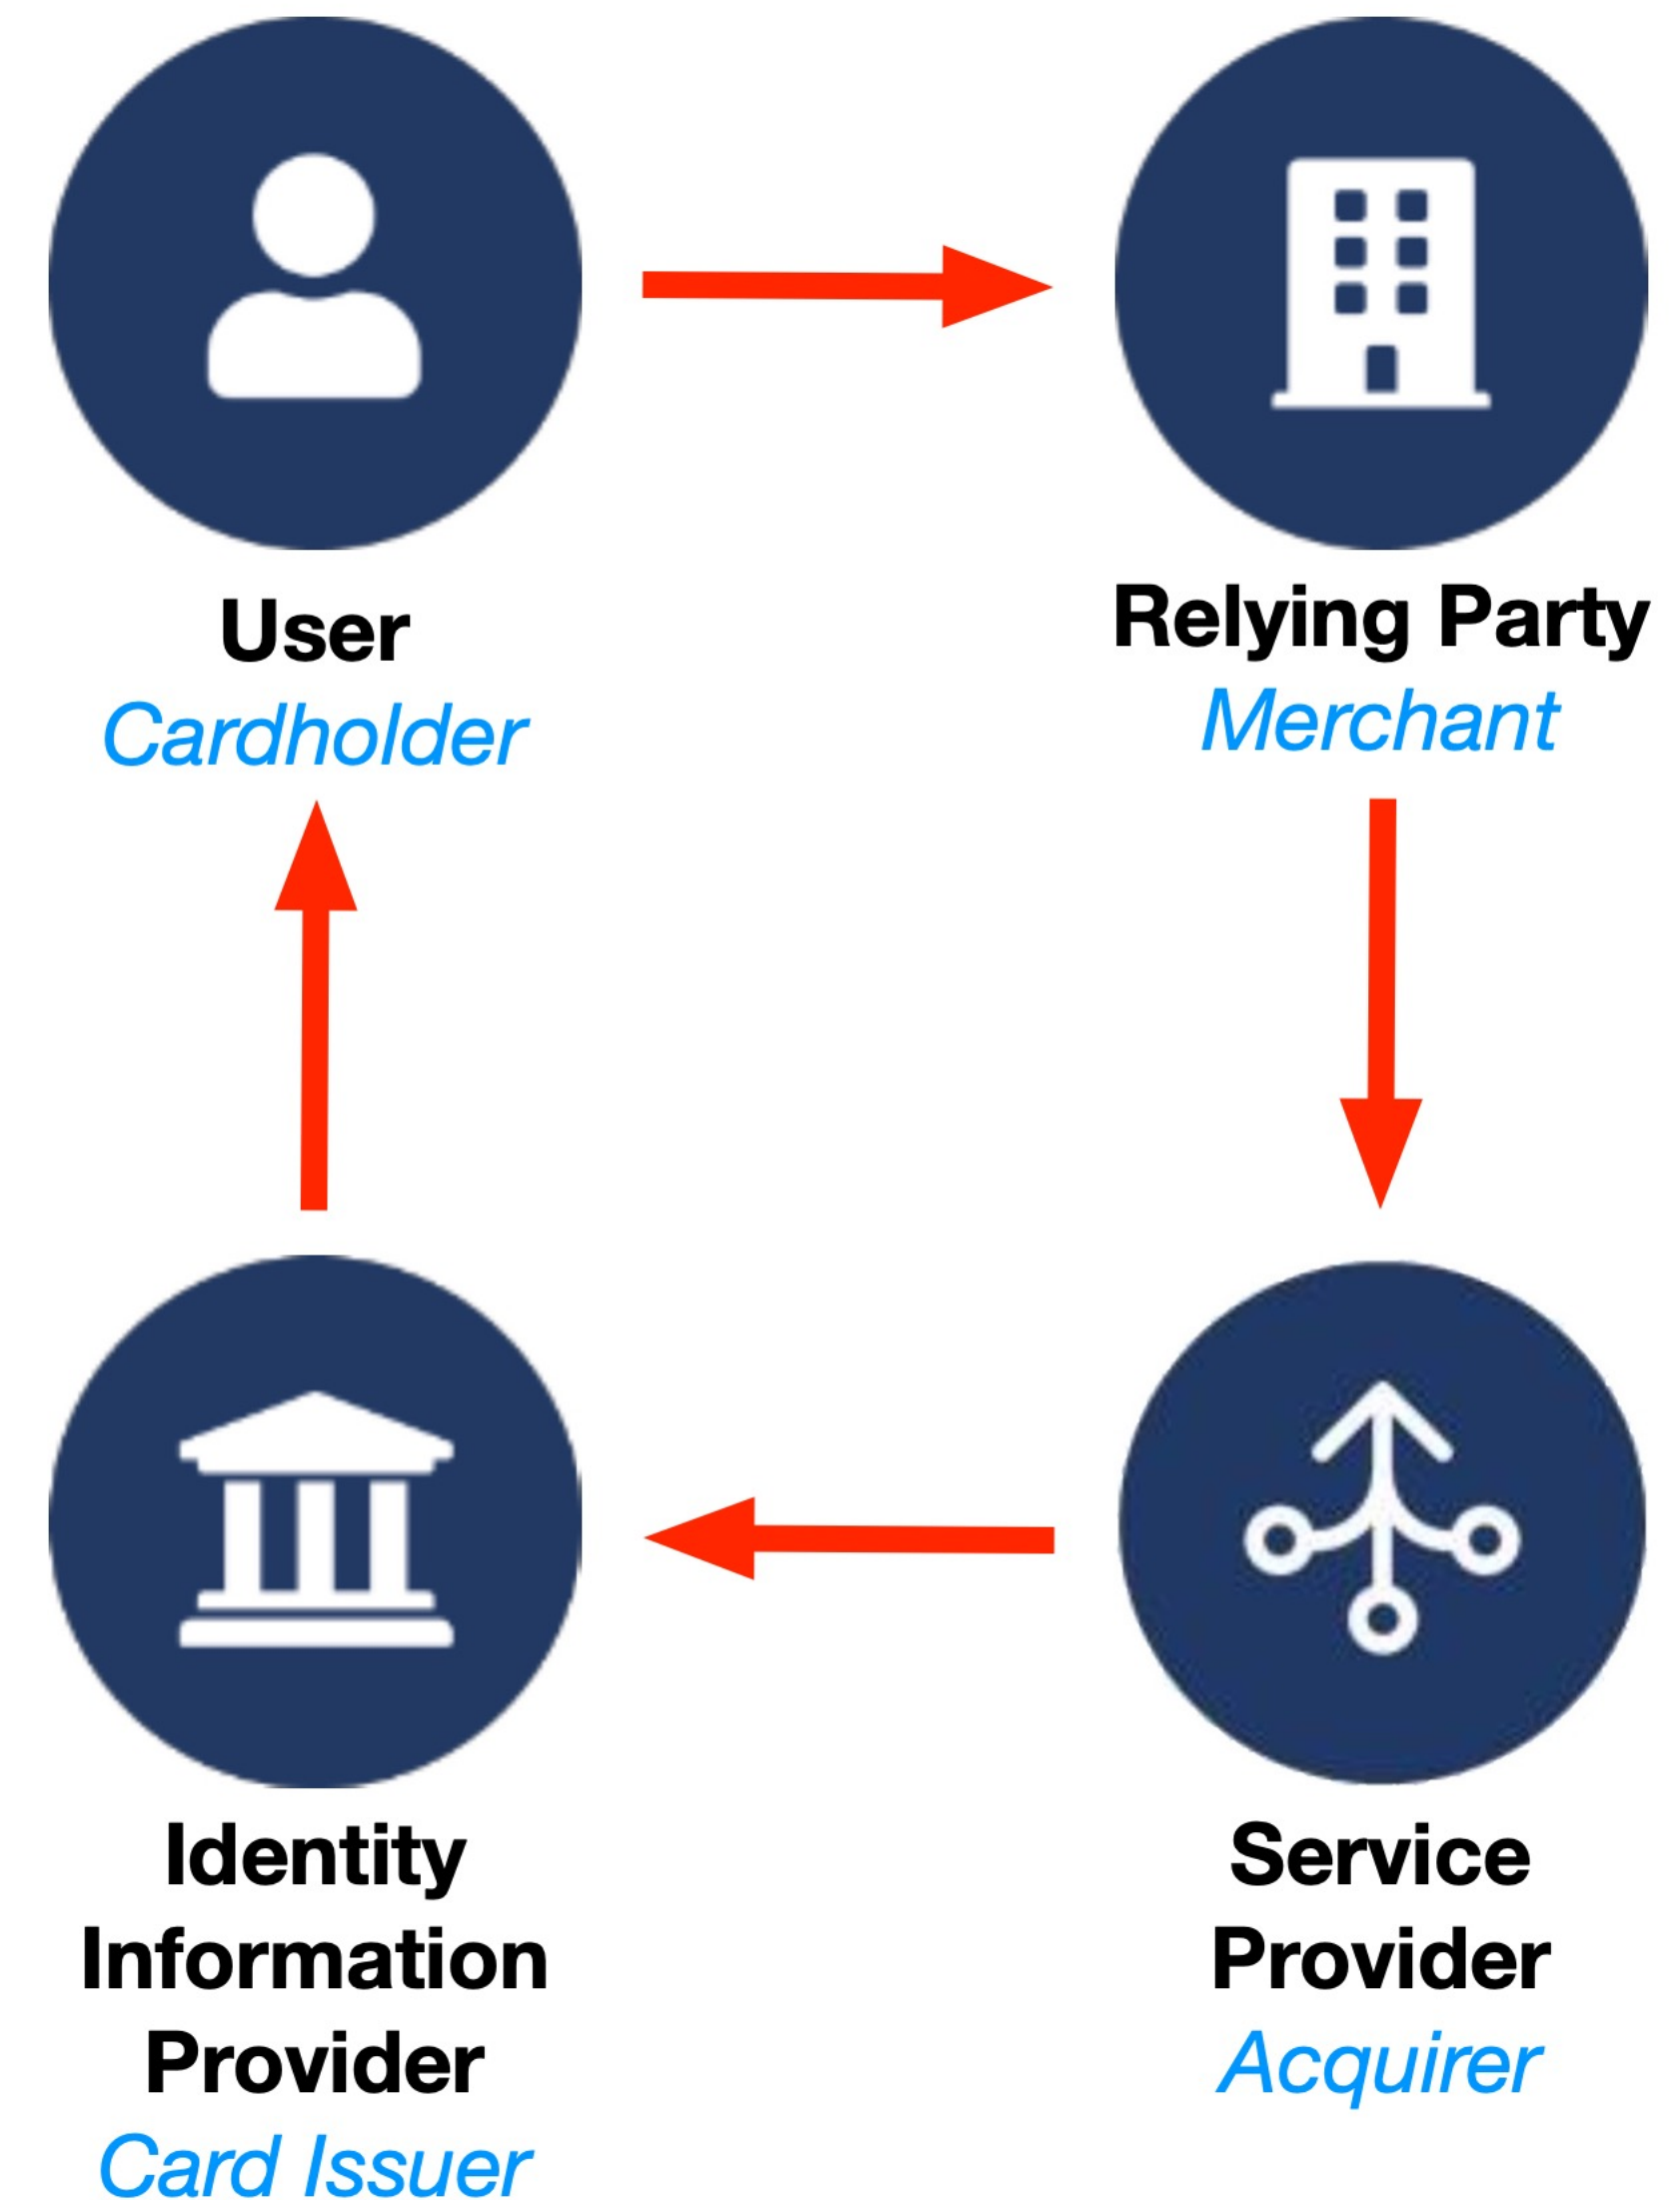 User
Cardholder
Relying Party
Merchant
Identity
Information
Provider
Card Issuer
Service
Provider
Acquirer